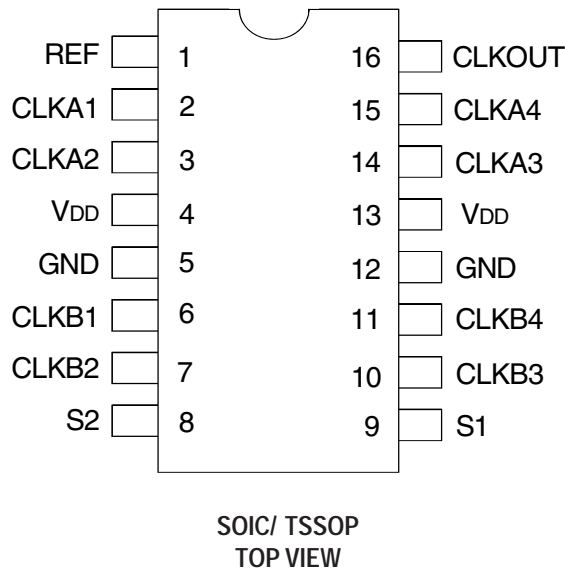 REF 1 16 CLKOUT
CLKA1 2 15 CLKA4
CLKA2 3 14 CLKA3
VDD 4 13 VDD
GND 5 12 GND
CLKB1 6 11 CLKB4
CLKB2 7 10 CLKB3
S2 8 9 S1
SOIC/ TSSOP
TOP VIEW